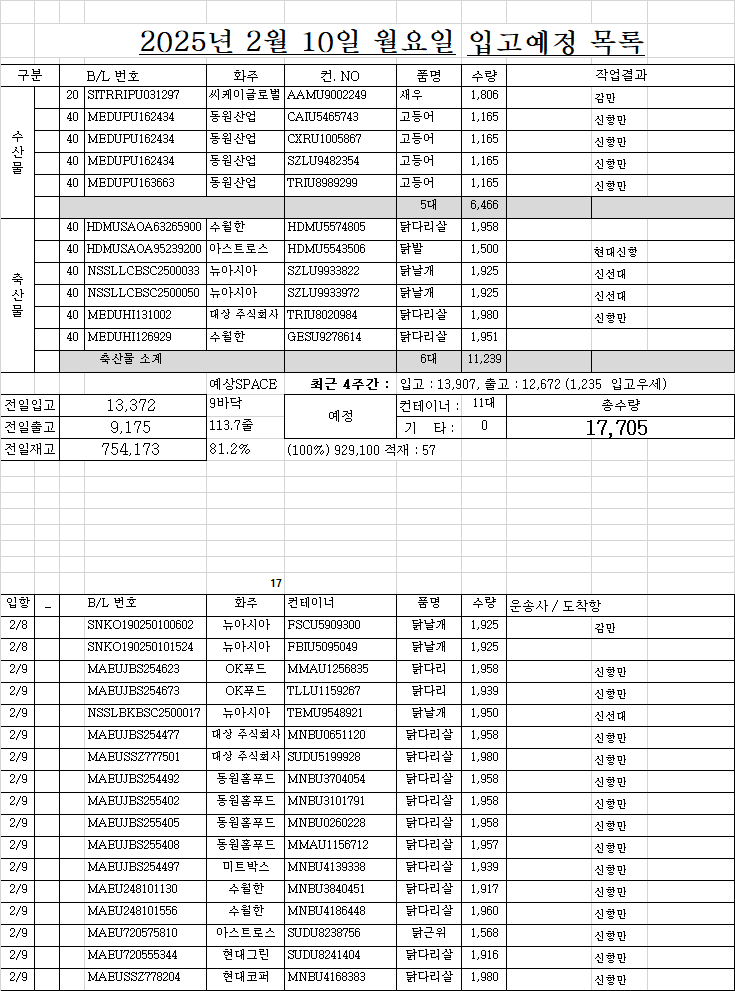 2025년 2월 10일 월요일 입고예정 목록
구분 B/L 번호 화주 컨. NO 품명 수량 작업결과
수산물
20 SITRRIPU031297 씨케이글로벌 AAMU9002249 새우 1,806 감만
40 MEDUPU162434 동원산업 CAIU5465743 고등어 1,165 신항만
40 MEDUPU162434 동원산업 CXRU1005867 고등어 1,165 신항만
40 MEDUPU162434 동원산업 SZLU9482354 고등어 1,165 신항만
40 MEDUPU163663 동원산업 TRIU8989299 고등어 1,165 신항만
5대 6,466
축산물
40 HDMUSAOA63265900 수월한 HDMU5574805 닭다리살 1,958
40 HDMUSAOA95239200 아스트로스 HDMU5543506 닭발 1,500 현대신항
40 NSSLLCBSC2500033 뉴아시아 SZLU9933822 닭날개 1,925 신선대
40 NSSLLCBSC2500050 뉴아시아 SZLU9933972 닭날개 1,925 신선대
40 MEDUHI131002 대상 주식회사 TRIU8020984 닭다리살 1,980 신항만
40 MEDUHI126929 수월한 GESU9278614 닭다리살 1,951
축산물 소계 6대 11,239
예상SPACE 최근 4주간 : 입고 : 13,907, 출고 : 12,672 (1,235 입고우세)
전일입고 13,372 9바닥 예정 컨테이너 : 11대 총수량
전일출고 9,175 113.7줄 기 타 : 0 17,705
전일재고 754,173 81.2% (100%) 929,100 적재 : 57
17
입항 _ B/L 번호 화주 컨테이너 품명 수량 운송사 / 도착항
2/8 SNKO190250100602 뉴아시아 FSCU5909300 닭날개 1,925 감만
2/8 SNKO190250101524 뉴아시아 FBIU5095049 닭날개 1,925
2/9 MAEUJBS254623 OK푸드 MMAU1256835 닭다리 1,958 신항만
2/9 MAEUJBS254673 OK푸드 TLLU1159267 닭다리 1,939 신항만
2/9 NSSLBKBSC2500017 뉴아시아 TEMU9548921 닭날개 1,950 신선대
2/9 MAEUJBS254477 대상 주식회사 MNBU0651120 닭다리살 1,958 신항만
2/9 MAEUSSZ777501 대상 주식회사 SUDU5199928 닭다리살 1,980 신항만
2/9 MAEUJBS254492 동원홈푸드 MNBU3704054 닭다리살 1,958 신항만
2/9 MAEUJBS255402 동원홈푸드 MNBU3101791 닭다리살 1,958 신항만
2/9 MAEUJBS255405 동원홈푸드 MNBU0260228 닭다리살 1,958 신항만
2/9 MAEUJBS255408 동원홈푸드 MMAU1156712 닭다리살 1,957 신항만
2/9 MAEUJBS254497 미트박스 MNBU4139338 닭다리살 1,939 신항만
2/9 MAEU248101130 수월한 MNBU3840451 닭다리살 1,917 신항만
2/9 MAEU248101556 수월한 MNBU4186448 닭다리살 1,960 신항만
2/9 MAEU720575810 아스트로스 SUDU8238756 닭근위 1,568 신항만
2/9 MAEU720555344 현대그린 SUDU8241404 닭다리살 1,916 신항만
2/9 MAEUSSZ778204 현대코퍼 MNBU4168383 닭다리살 1,980 신항만